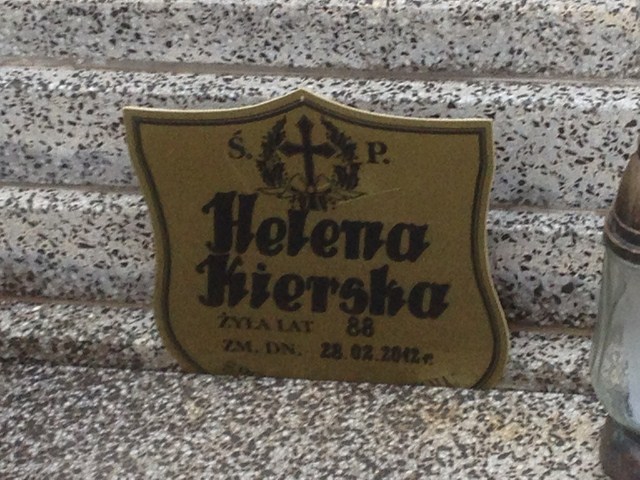 Ś. P.
Helena
Kierska
ŻYŁA LAT 88
ZM. DN. 28.02.2012 r.